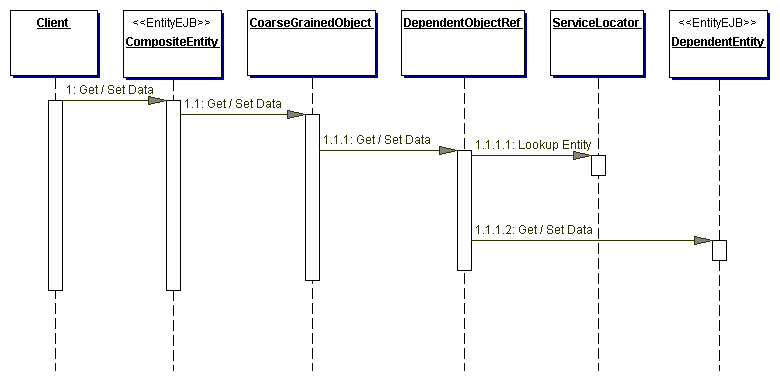 Client
<<EntityEJB>>
CompositeEntity
CoarseGrainedObject
DependentObjectRef
ServiceLocator
<<EntityEJB>>
DependentEntity
1: Get / Set Data
1.1: Get / Set Data
1.1.1: Get / Set Data
1.1.1.1: Lookup Entity
1.1.1.2: Get / Set Data